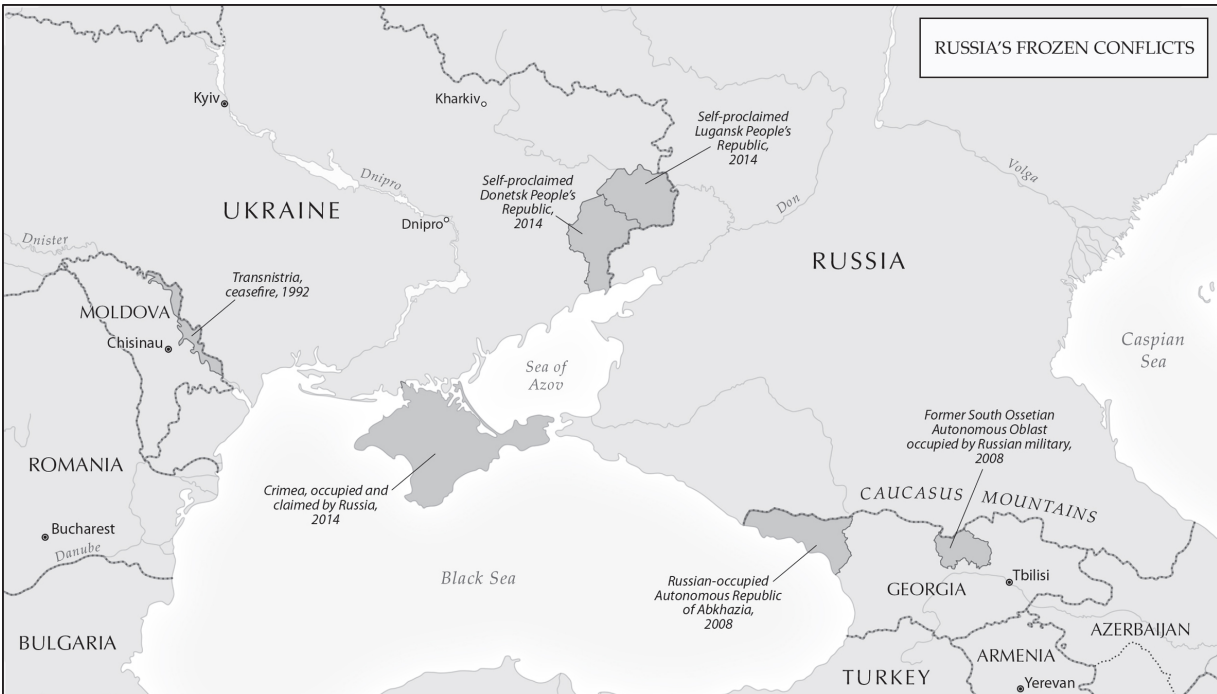 RUSSIA'S FROZEN CONFLICTS
Kyiv
Kharkiv
Self-proclaimed
Lugansk People's
Republic,
2014
Dnipro
Self-proclaimed
Donetsk People's
Republic,
2014
Volga
UKRAINE
Dnipro
Don
Dnister
RUSSIA
Transnistria,
ceasefire, 1992
MOLDOVA
Chisinau
Sea of
Azov
Caspian
Sea
Former South Ossetian
Autonomous Oblast
occupied by Russian military,
2008
ROMANIA
Crimea, occupied and
claimed by Russia,
2014
CAUCASUS MOUNTAINS
Bucharest
Danube
Black Sea
Russian-occupied
Autonomous Republic
of Abkhazia,
2008
GEORGIA
Tbilisi
BULGARIA
AZERBAIJAN
ARMENIA
TURKEY
Yerevan